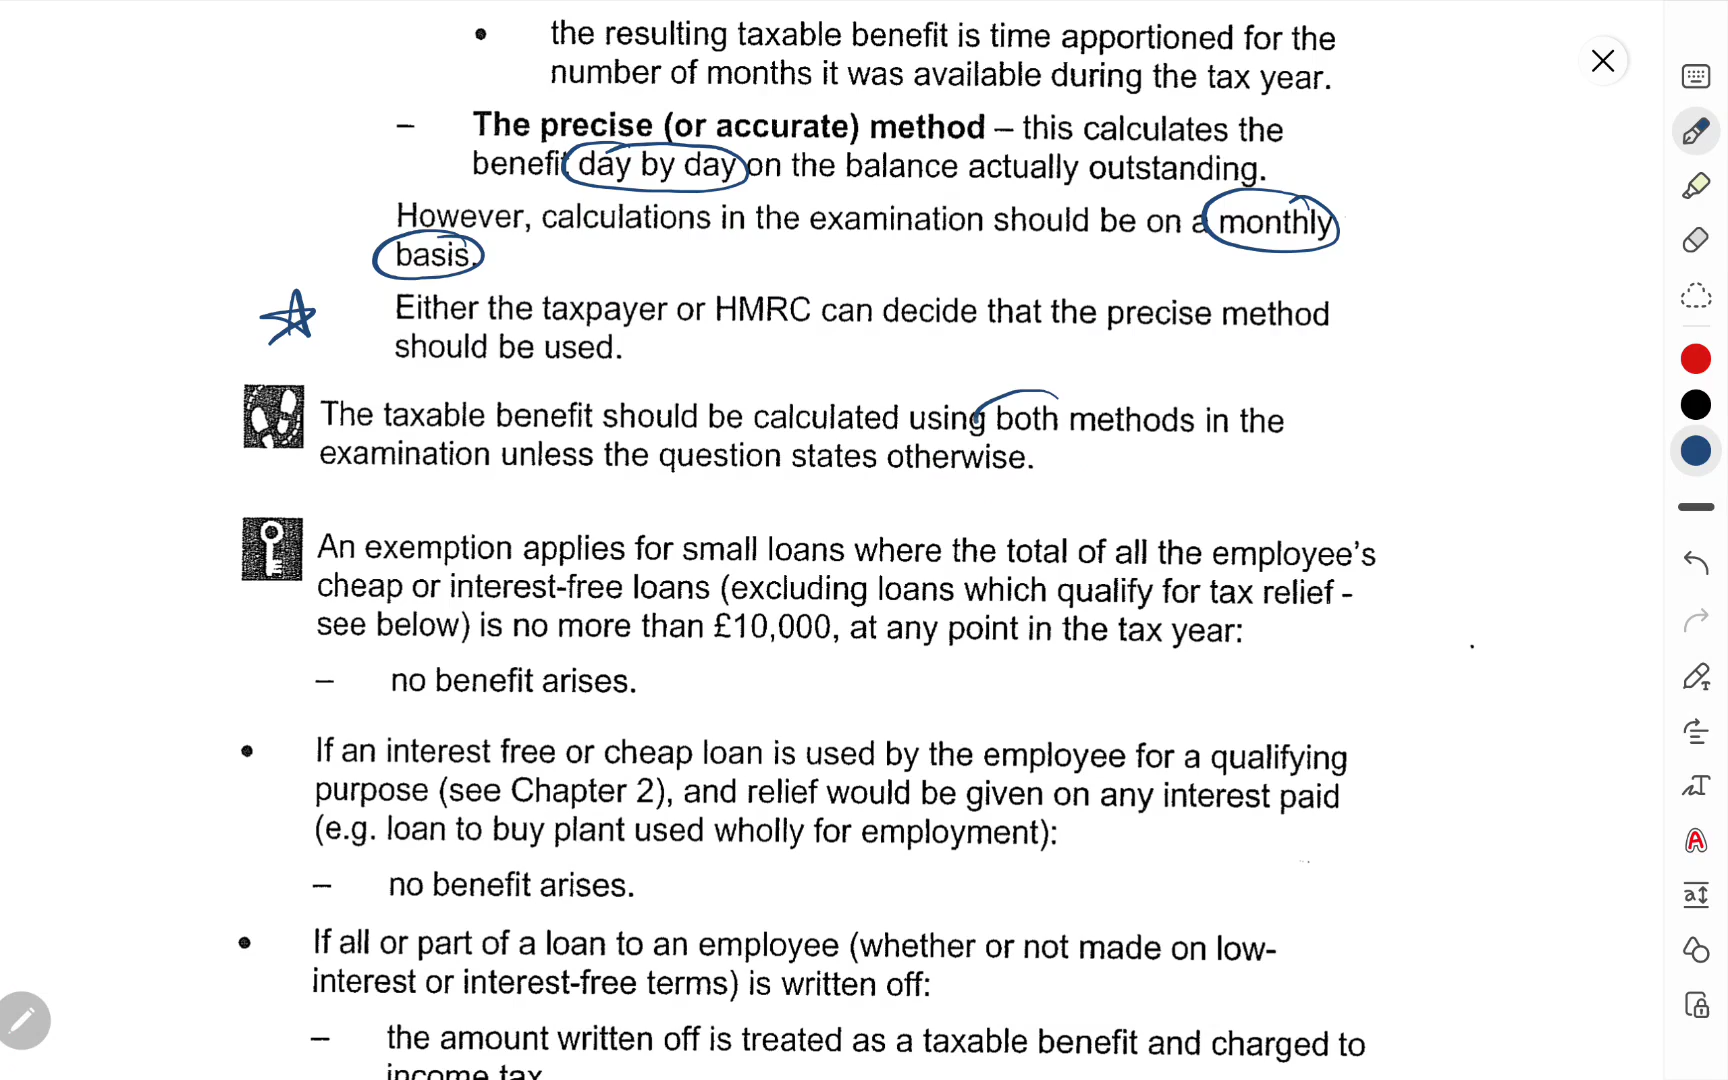 • the resulting taxable benefit is time apportioned for the
number of months it was available during the tax year.
– The precise (or accurate) method – this calculates the
benefit day by day on the balance actually outstanding.
However, calculations in the examination should be on a monthly
basis.
Either the taxpayer or HMRC can decide that the precise method
should be used.
The taxable benefit should be calculated using both methods in the
examination unless the question states otherwise.
An exemption applies for small loans where the total of all the employee's
cheap or interest-free loans (excluding loans which qualify for tax relief -
see below) is no more than £10,000, at any point in the tax year:
– no benefit arises.
• If an interest free or cheap loan is used by the employee for a qualifying
purpose (see Chapter 2), and relief would be given on any interest paid
(e.g. loan to buy plant used wholly for employment):
– no benefit arises.
• If all or part of a loan to an employee (whether or not made on low-
interest or interest-free terms) is written off:
– the amount written off is treated as a taxable benefit and charged to
income tax